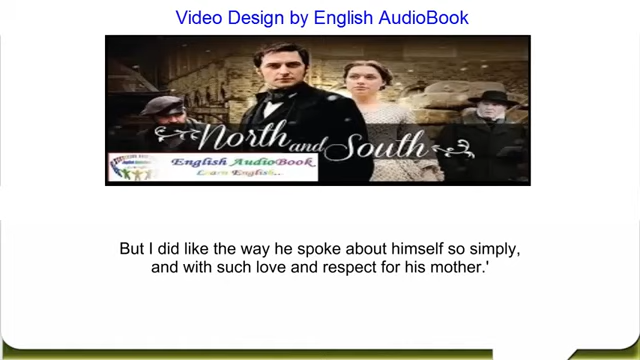 Video Design by English AudioBook
North and South
English AudioBook
Learn English...
But I did like the way he spoke about himself so simply,
and with such love and respect for his mother.'